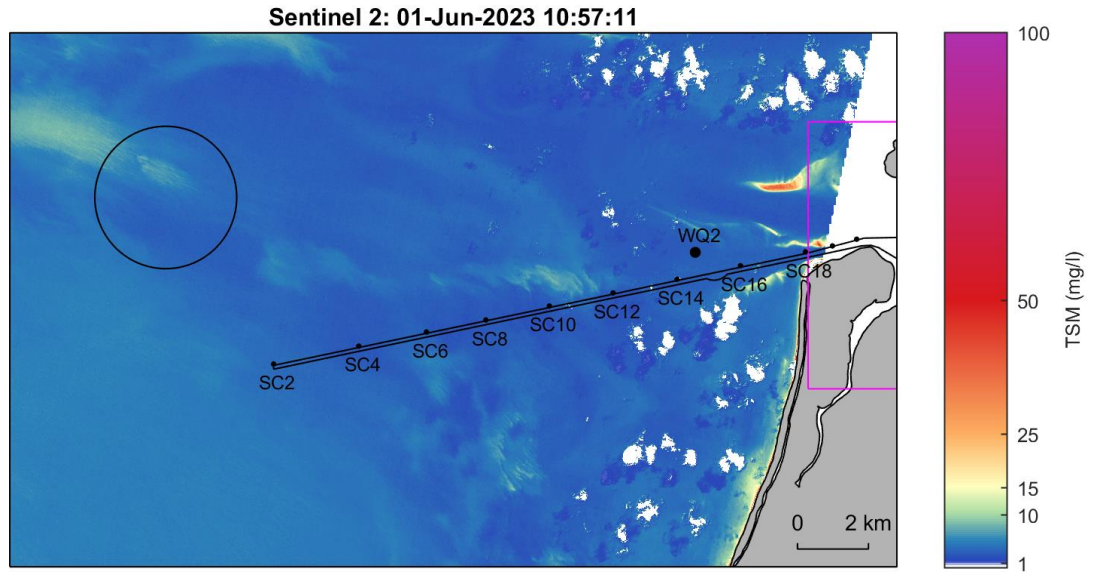 Sentinel 2: 01-Jun-2023 10:57:11
100
50
25
15
10
1
TSM (mg/l)
WQ2
SC18
SC16
SC14
SC12
SC10
SC8
SC6
SC4
SC2
0 2 km